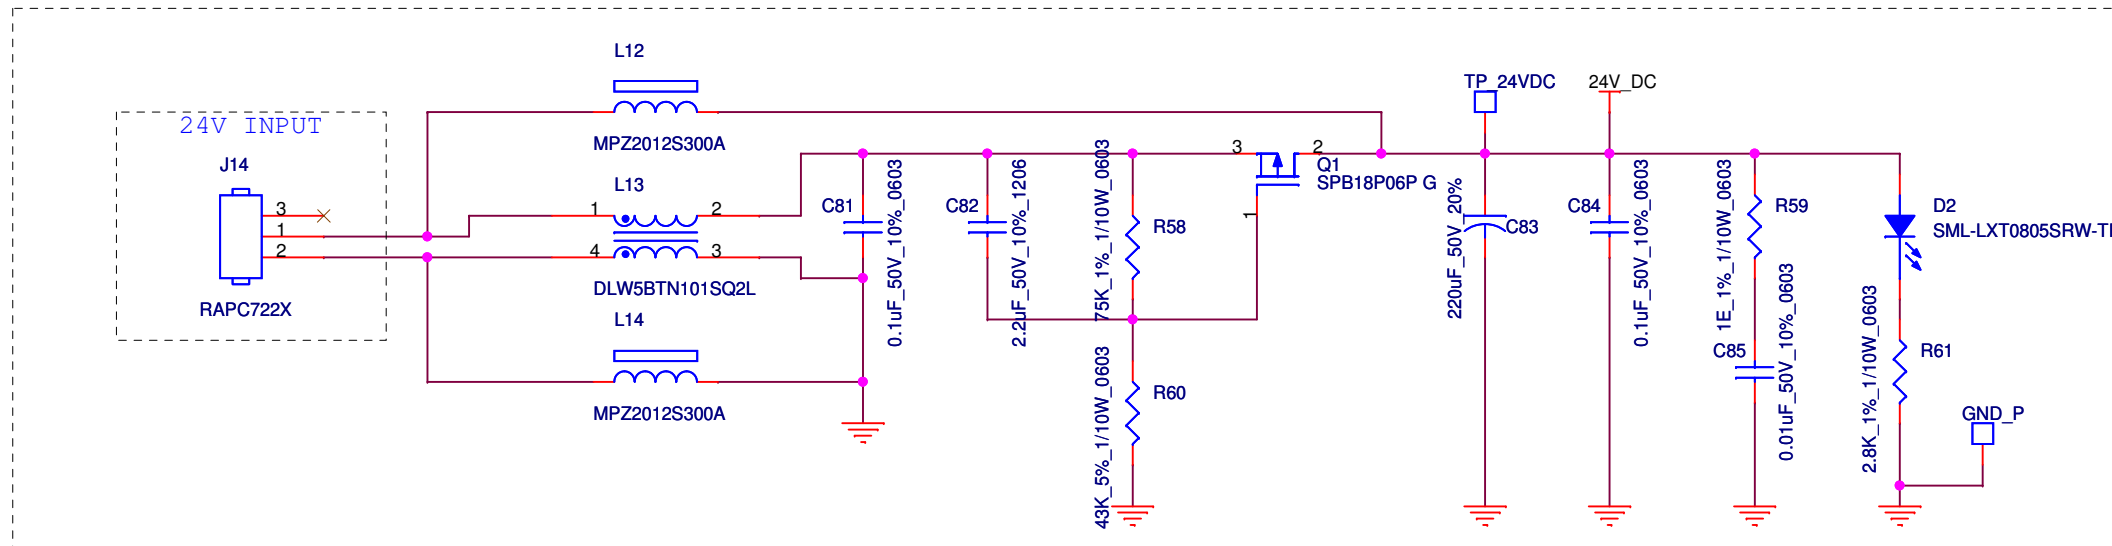 L12
MPZ2012S300A
24V INPUT
J14
3
1
2
RAPC722X
L13
1
2
4
3
DLW5BTN101SQ2L
L14
MPZ2012S300A
C81
0.1uF_50V_10%_0603
C82
2.2uF_50V_10%_1206
75K_1%_1/10W_0603
R58
43K_5%_1/10W_0603
R60
3
2
1
Q1
SPB18P06P G
TP_24VDC
220uF_50V_20%
C83
24V_DC
C84
0.1uF_50V_10%_0603
1E_1%_1/10W_0603
R59
C85
0.01uF_50V_10%_0603
D2
SML-LXT0805SRW-T
2.8K_1%_1/10W_0603
R61
GND_P